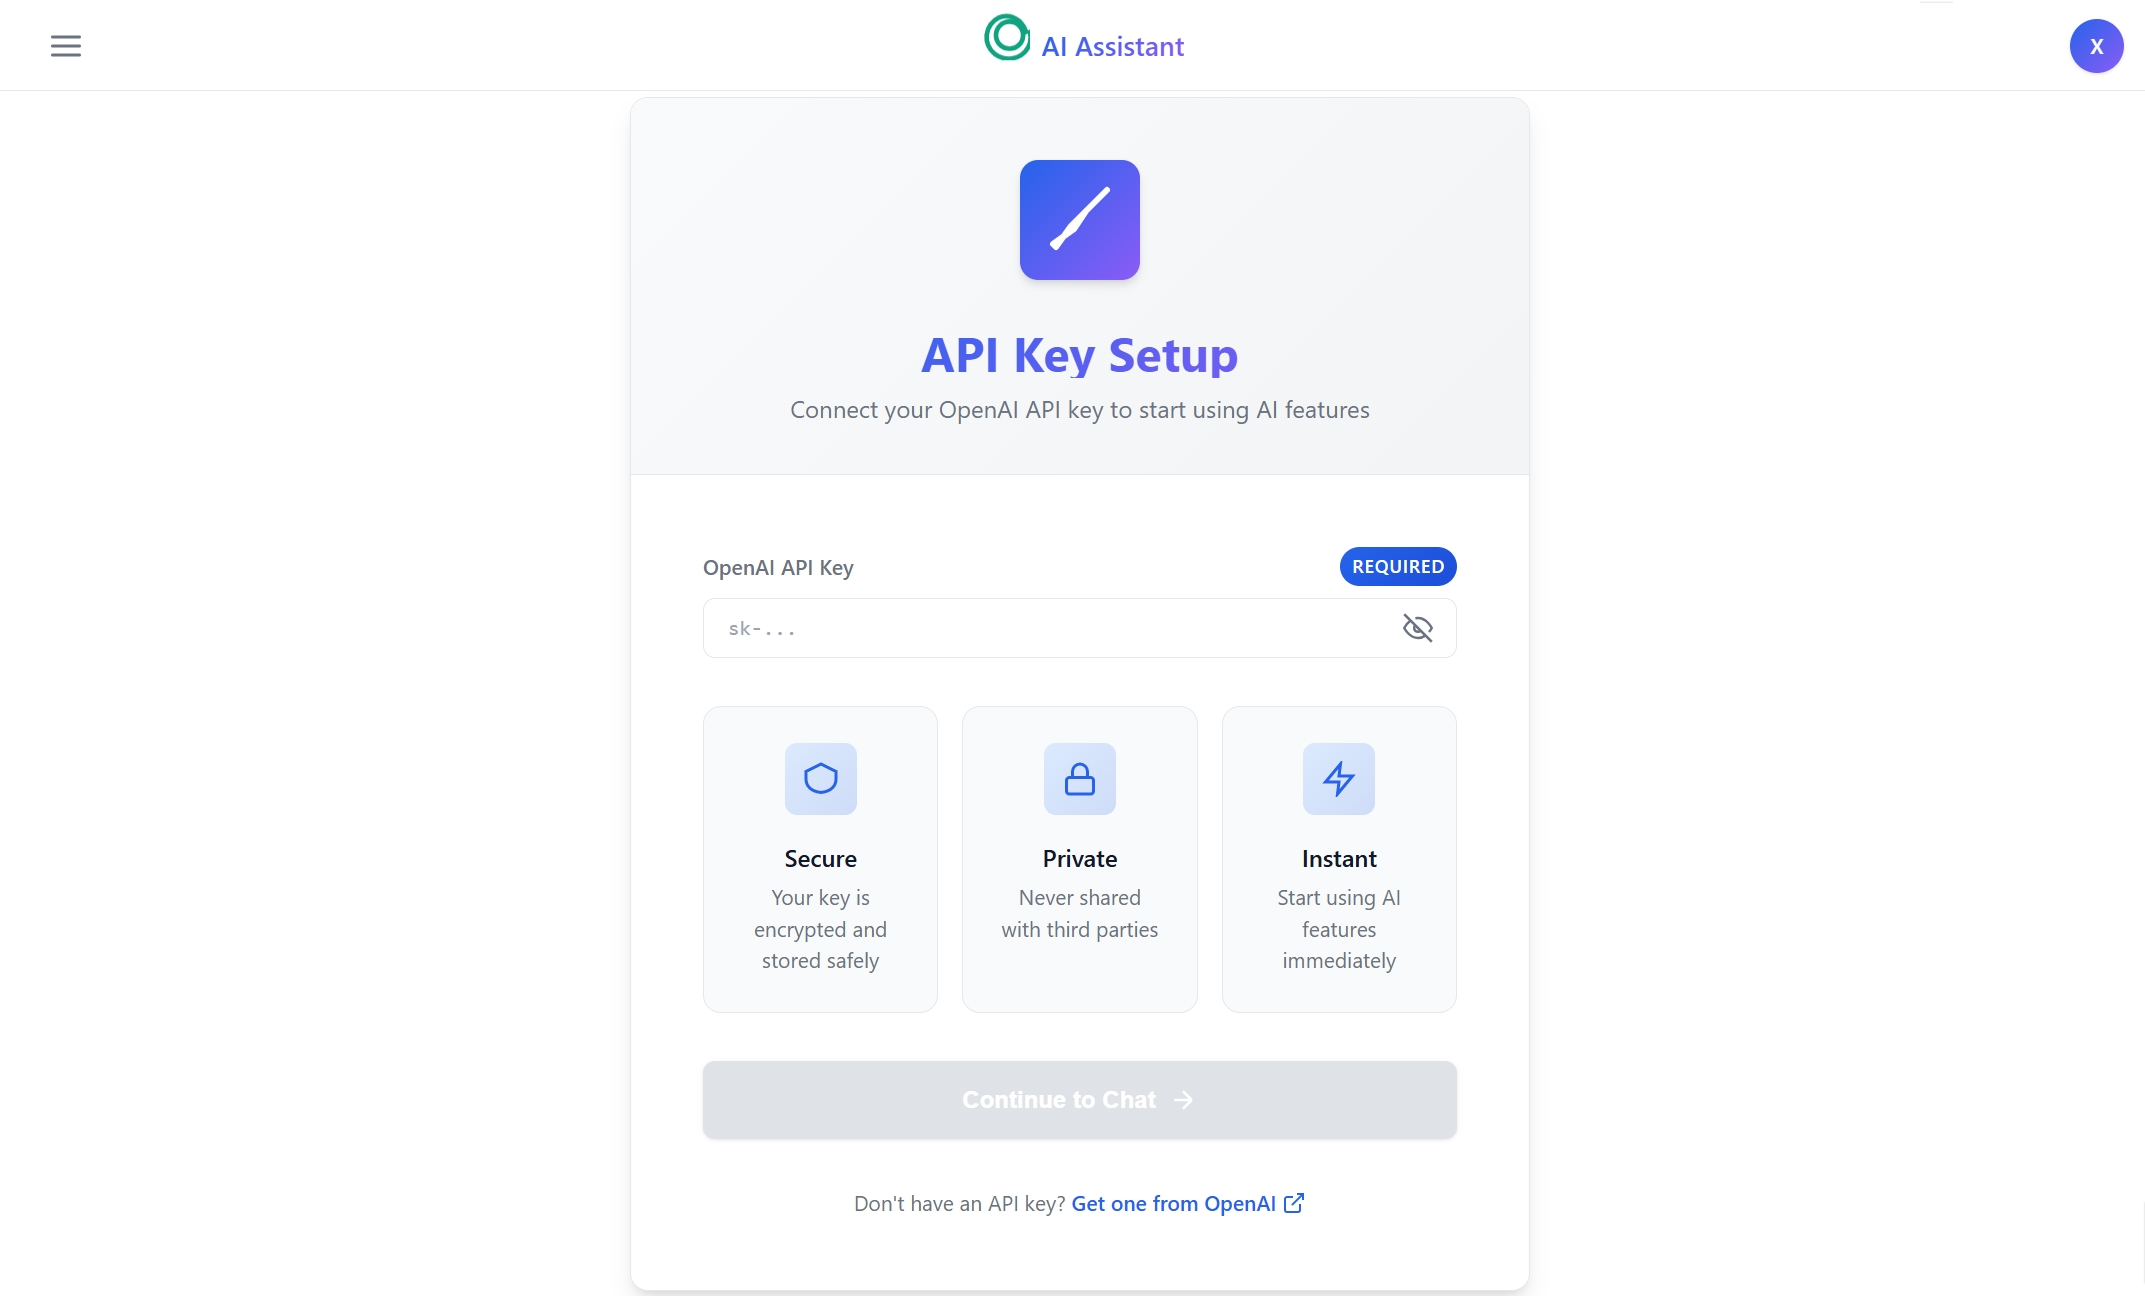 AI Assistant
X
API Key Setup
Connect your OpenAI API key to start using AI features
OpenAI API Key
REQUIRED
sk-...
Secure
Your key is
encrypted and
stored safely
Private
Never shared
with third parties
Instant
Start using AI
features
immediately
Continue to Chat →
Don't have an API key? Get one from OpenAI